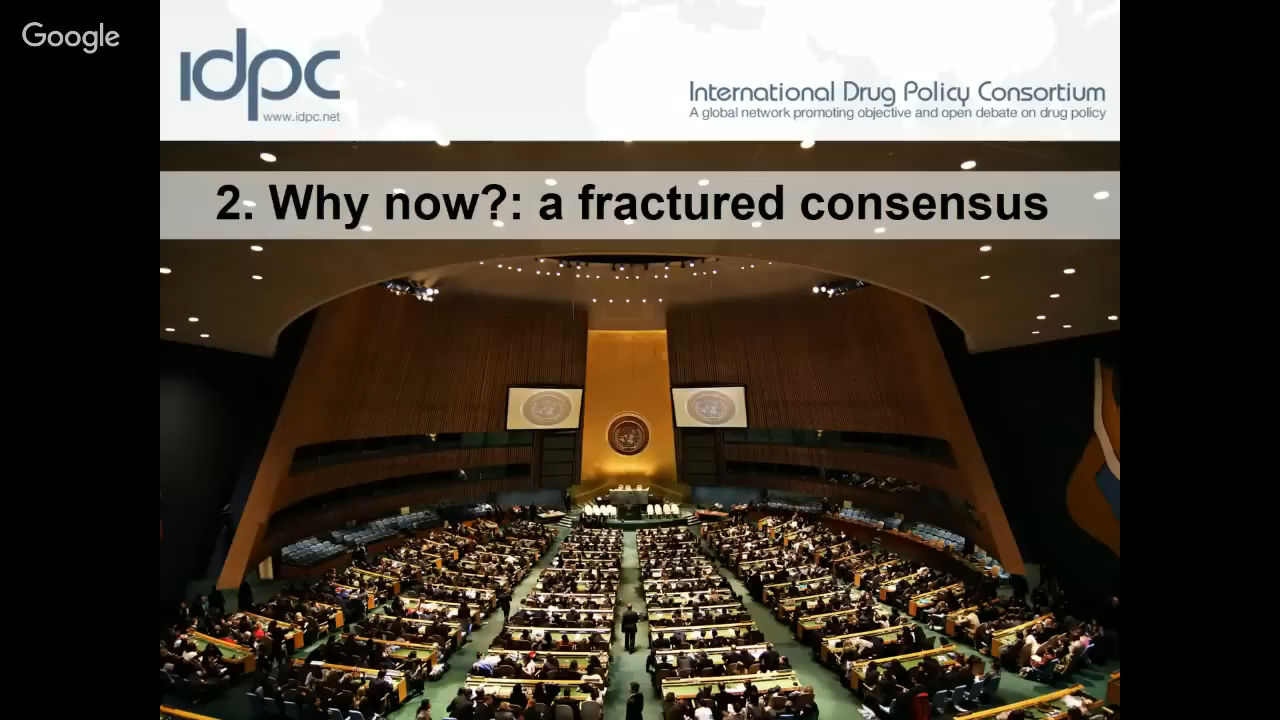 Google
idpc
www.idpc.net
International Drug Policy Consortium
A global network promoting objective and open debate on drug policy
2. Why now?: a fractured consensus